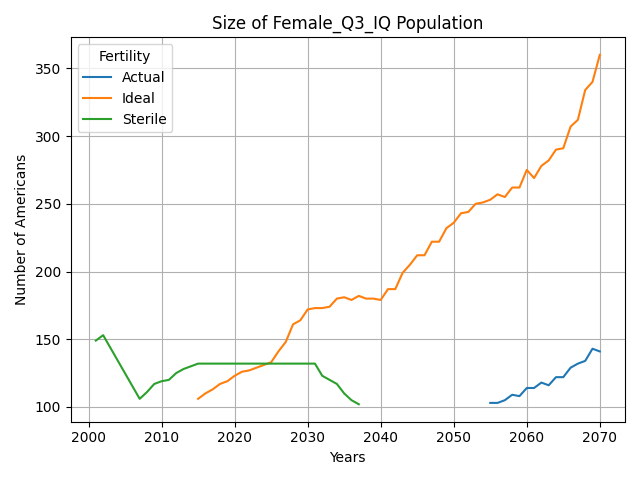 Size of Female_Q3_IQ Population
Fertility
Actual
Ideal
Sterile
Number of Americans
350
300
250
200
150
100
2000 2010 2020 2030 2040 2050 2060 2070
Years